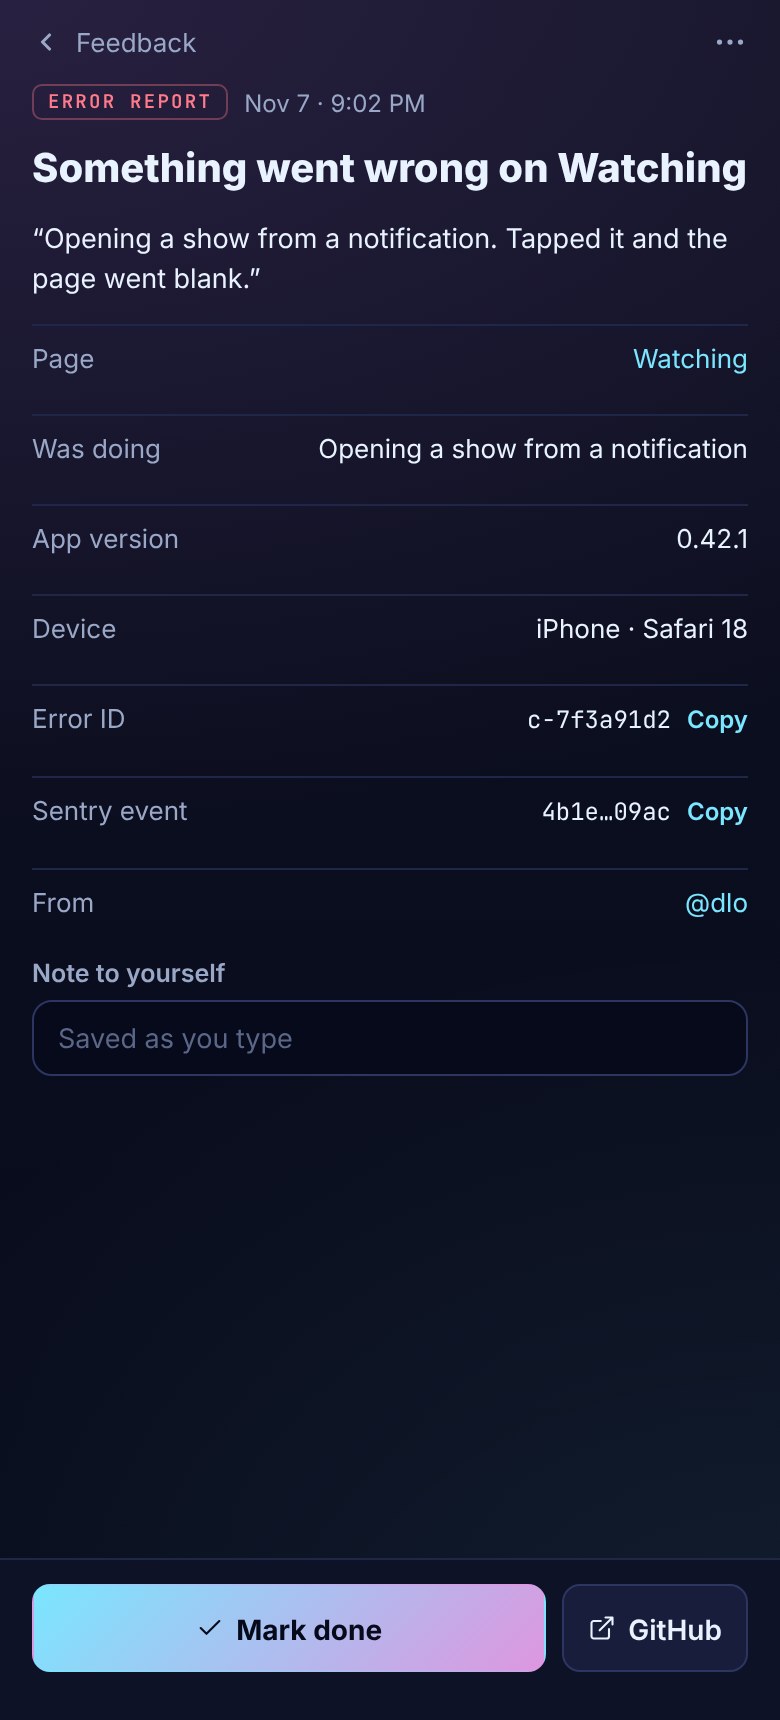 Feedback
ERROR REPORT Nov 7 · 9:02 PM
Something went wrong on Watching
“Opening a show from a notification. Tapped it and the
page went blank.”
Page Watching
Was doing Opening a show from a notification
App version 0.42.1
Device iPhone · Safari 18
Error ID c-7f3a91d2 Copy
Sentry event 4b1e…09ac Copy
From @dlo
Note to yourself
Saved as you type
Mark done GitHub